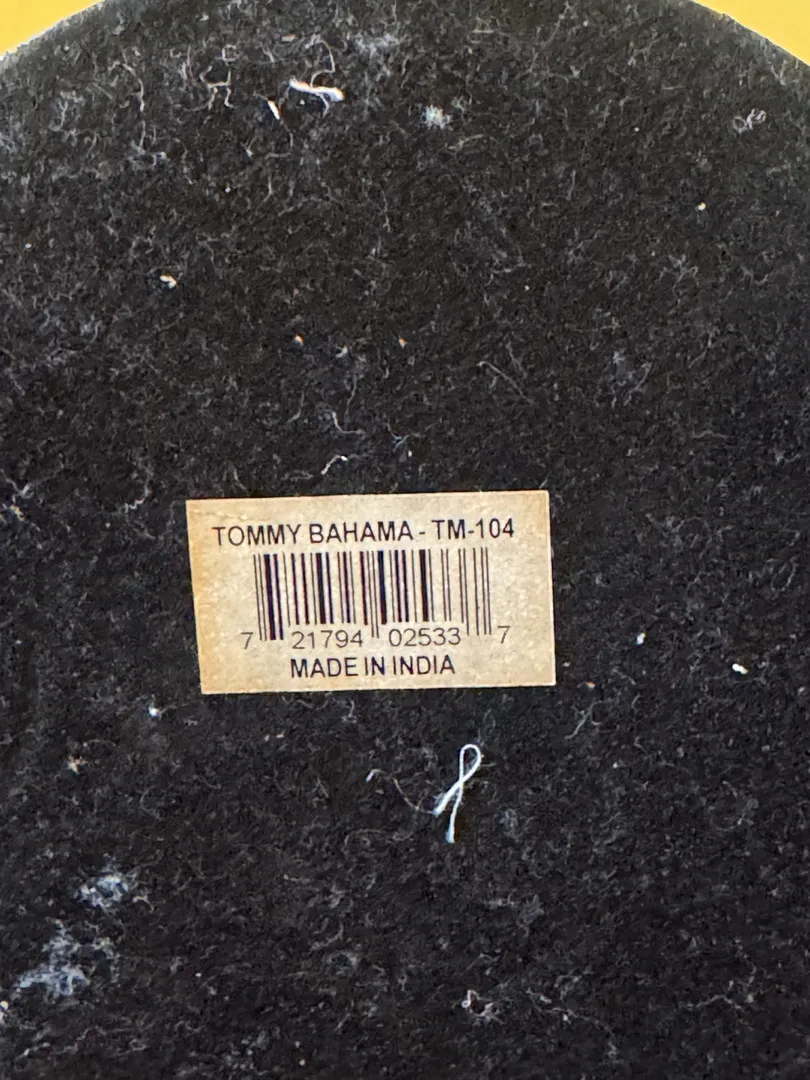 TOMMY BAHAMA - TM-104
7 21794 02533 7
MADE IN INDIA